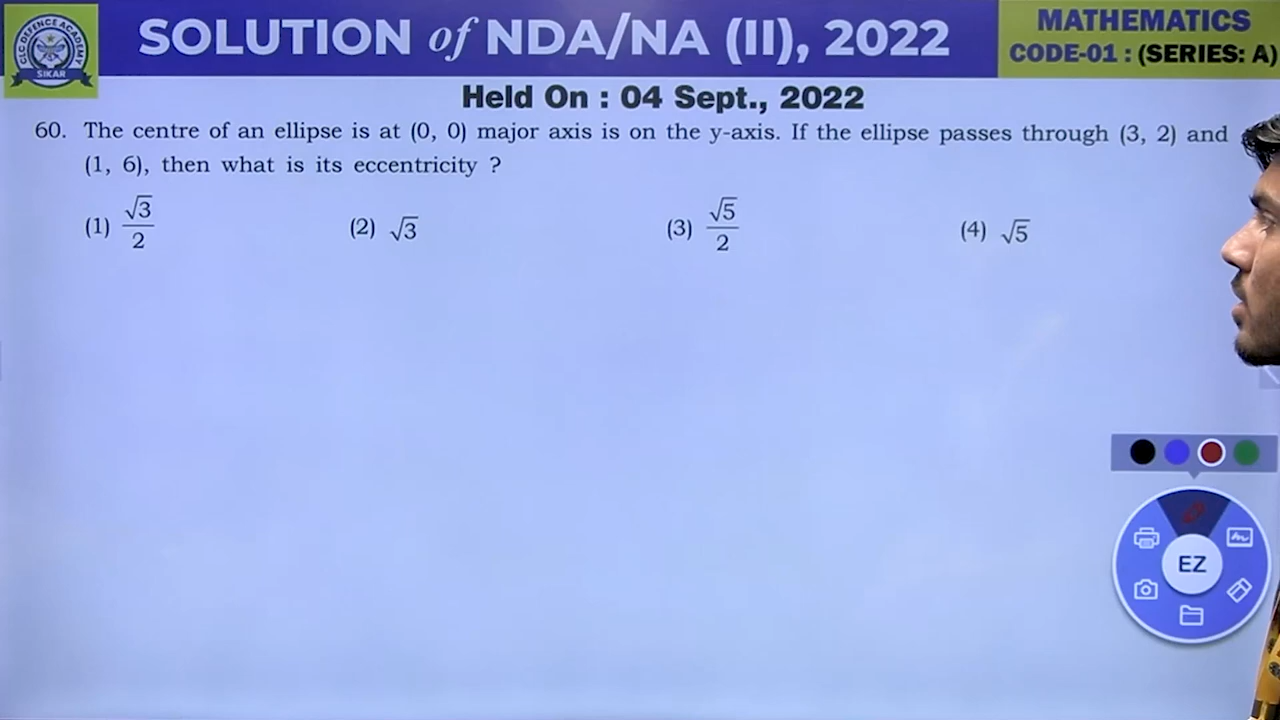 CLC DEFENCE ACADEMY
SIKAR
SOLUTION of NDA/NA (II), 2022
MATHEMATICS
CODE-01 : (SERIES: A)
Held On : 04 Sept., 2022
60. The centre of an ellipse is at (0, 0) major axis is on the y-axis. If the ellipse passes through (3, 2) and
(1, 6), then what is its eccentricity ?
(1) √3/2 (2) √3 (3) √5/2 (4) √5
EZ